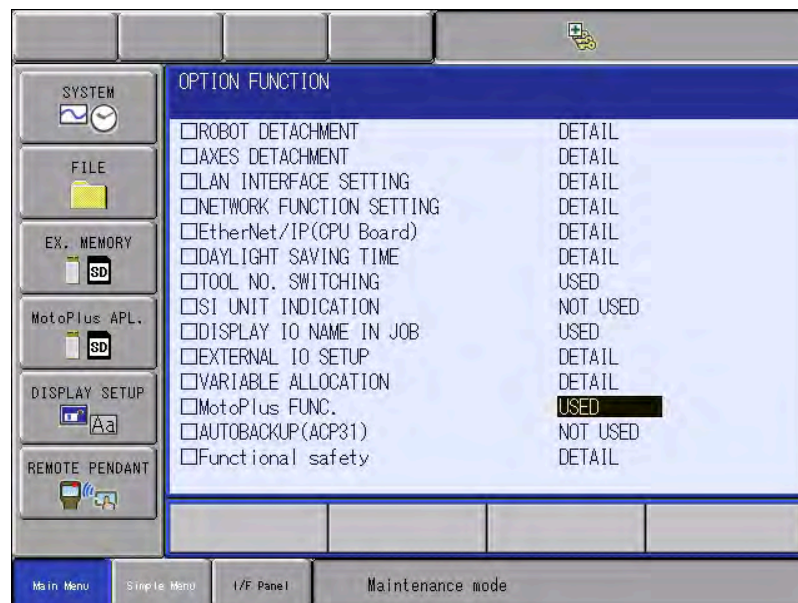 OPTION FUNCTION
SYSTEM
FILE
EX. MEMORY
SD
MotoPlus APL.
SD
DISPLAY SETUP
Aa
REMOTE PENDANT
□ROBOT DETACHMENT DETAIL
□AXES DETACHMENT DETAIL
□LAN INTERFACE SETTING DETAIL
□NETWORK FUNCTION SETTING DETAIL
□EtherNet/IP(CPU Board) DETAIL
□DAYLIGHT SAVING TIME DETAIL
□TOOL NO. SWITCHING USED
□SI UNIT INDICATION NOT USED
□DISPLAY IO NAME IN JOB USED
□EXTERNAL IO SETUP DETAIL
□VARIABLE ALLOCATION DETAIL
□MotoPlus FUNC. USED
□AUTOBACKUP(ACP31) NOT USED
□Functional safety DETAIL
Main Menu
Simple Menu
I/F Panel
Maintenance mode